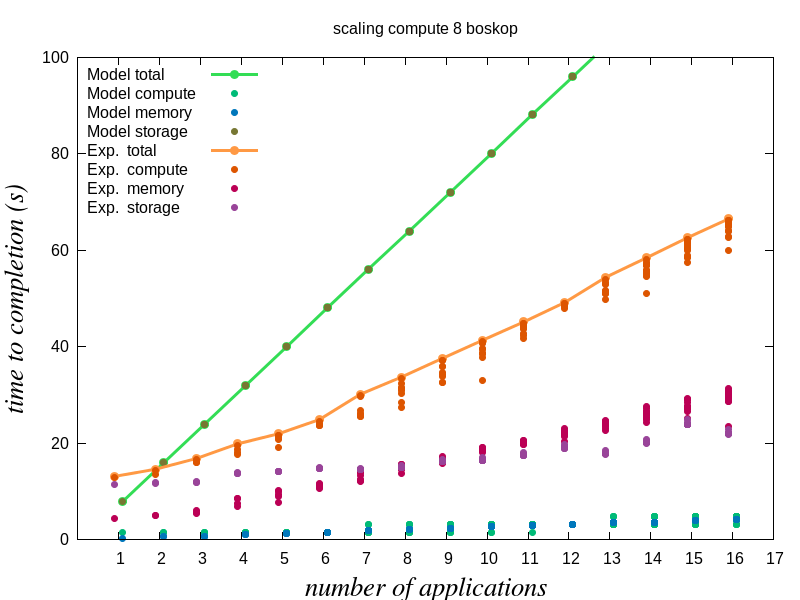 scaling compute 8 boskop
100
80
60
40
20
0
time to completion (s)
Model total
Model compute
Model memory
Model storage
Exp. total
Exp. compute
Exp. memory
Exp. storage
1 2 3 4 5 6 7 8 9 10 11 12 13 14 15 16 17
number of applications